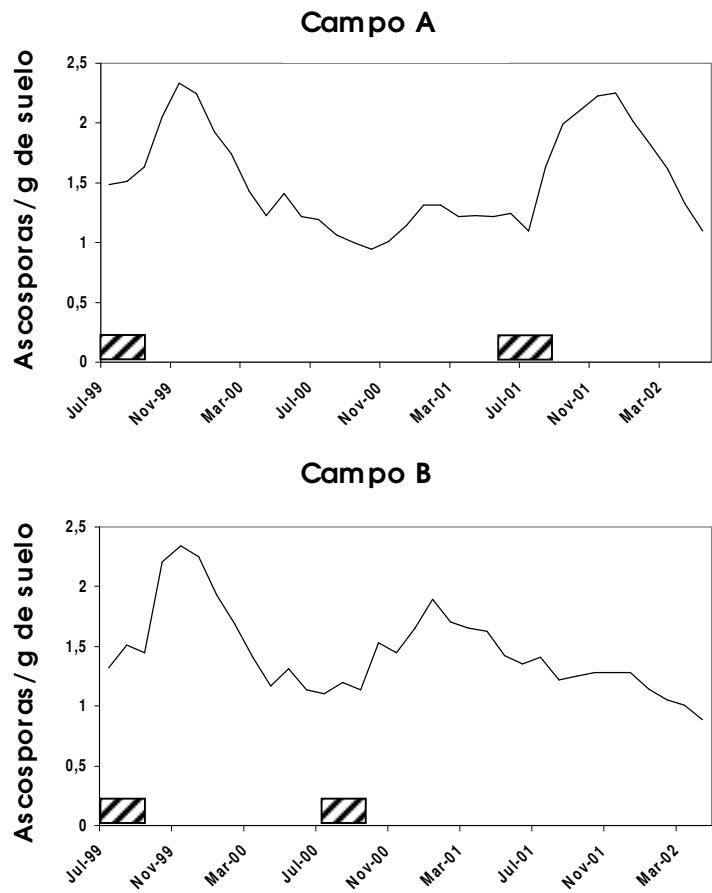 Campo A
Ascosporas / g de suelo
2,5
2
1,5
1
0,5
0
Jul-99
Nov-99
Mar-00
Jul-00
Nov-00
Mar-01
Jul-01
Nov-01
Mar-02
Campo B
Ascosporas / g de suelo
2,5
2
1,5
1
0,5
0
Jul-99
Nov-99
Mar-00
Jul-00
Nov-00
Mar-01
Jul-01
Nov-01
Mar-02